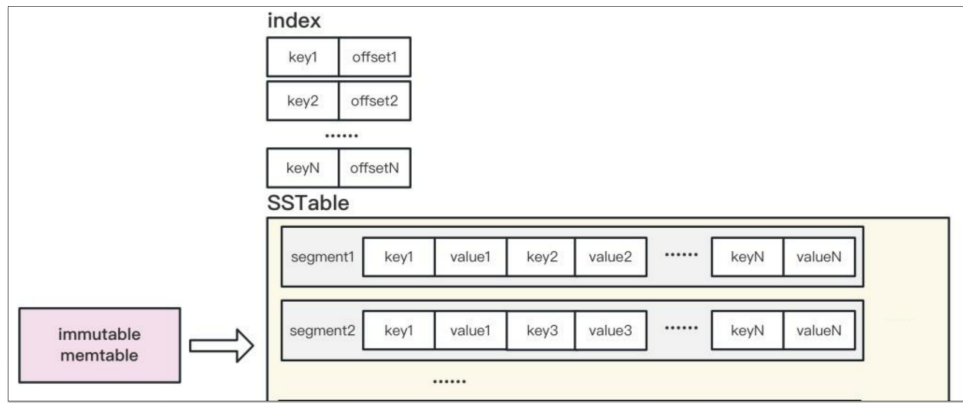 index
key1 offset1
key2 offset2
......
keyN offsetN
SSTable
segment1 key1 value1 key2 value2 ...... keyN valueN
segment2 key1 value1 key3 value3 ...... keyN valueN
immutable
memtable
......